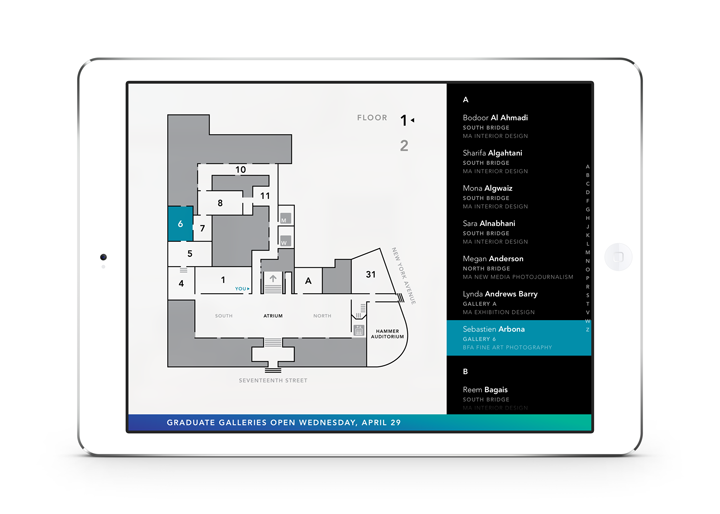 FLOOR 1
2
10
11
8
6
7
M
W
5
4
1
YOU
A
31
NEW YORK AVENUE
SOUTH
ATRIUM
NORTH
HAMMER
AUDITORIUM
SEVENTEENTH STREET
A
Bodoor Al Ahmadi
SOUTH BRIDGE
MA INTERIOR DESIGN
Sharifa Algahtani
SOUTH BRIDGE
MA INTERIOR DESIGN
Mona Algwaiz
SOUTH BRIDGE
MA INTERIOR DESIGN
Sara Alnabhani
SOUTH BRIDGE
MA INTERIOR DESIGN
Megan Anderson
NORTH BRIDGE
MA NEW MEDIA PHOTOJOURNALISM
Lynda Andrews Barry
GALLERY A
MA EXHIBITION DESIGN
Sebastien Arbona
GALLERY 6
BFA FINE ART PHOTOGRAPHY
B
Reem Bagais
SOUTH BRIDGE
MA INTERIOR DESIGN
A
B
C
D
E
F
G
H
I
J
K
L
M
N
O
P
R
S
T
V
W
Z
GRADUATE GALLERIES OPEN WEDNESDAY, APRIL 29